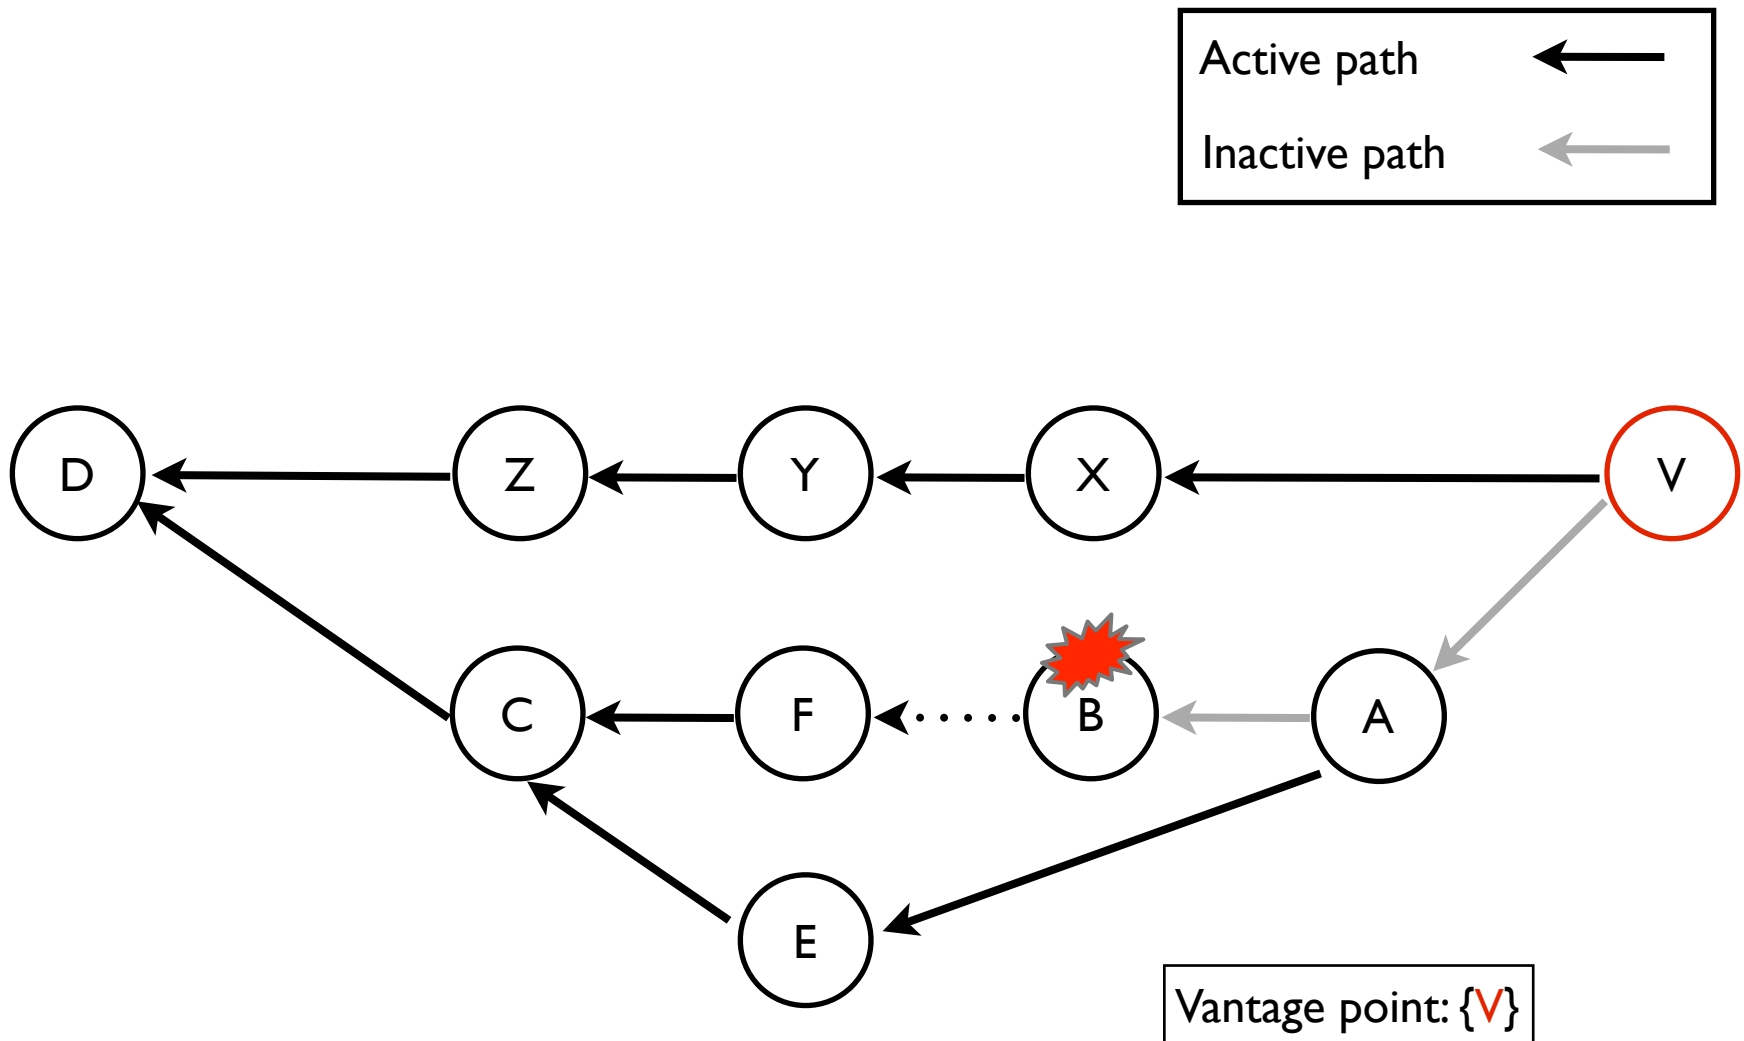 Active path
Inactive path
D Z Y X V
C F B A
E
Vantage point: {V}